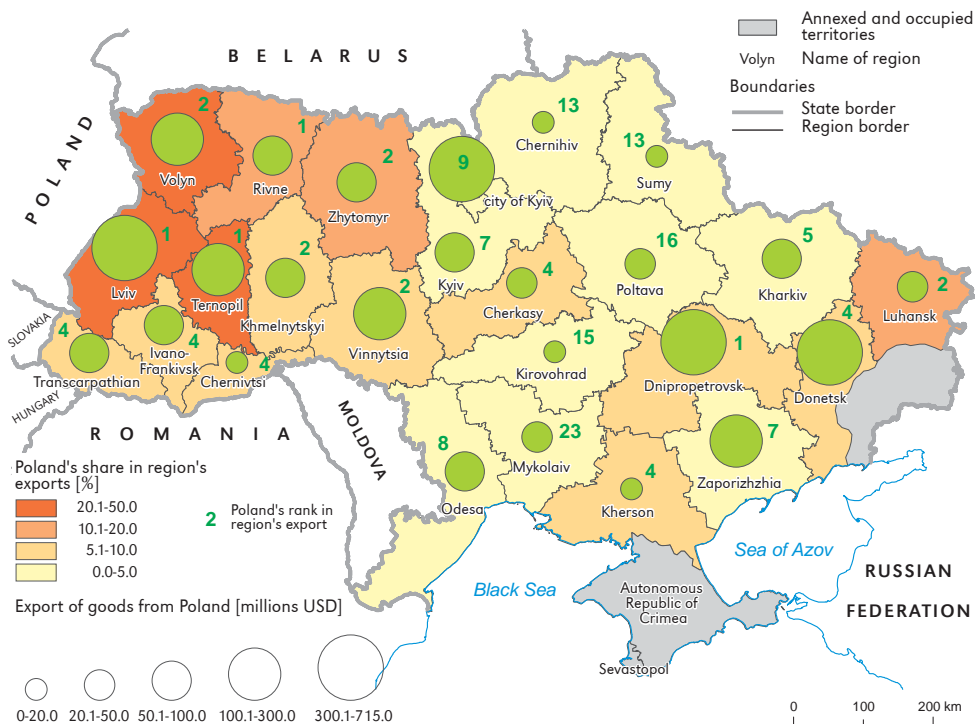 Annexed and occupied
territories
Volyn
Name of region
Boundaries
State border
Region border
BELARUS
POLAND
SLOVAKIA
HUNGARY
ROMANIA
MOLDOVA
RUSSIAN
FEDERATION
2
Volyn
1
Rivne
2
Zhytomyr
9
city of Kyiv
13
Chernihiv
13
Sumy
1
Lviv
1
Ternopil
2
Khmelnytskyi
7
Kyiv
4
Cherkasy
16
Poltava
5
Kharkiv
2
Luhansk
4
Transcarpathian
4
Ivano-
Frankivsk
4
Chernivtsi
2
Vinnytsia
15
Kirovohrad
1
Dnipropetrovsk
4
Donetsk
8
Odesa
23
Mykolaiv
4
Kherson
7
Zaporizhzhia
Black Sea
Sea of Azov
Autonomous
Republic of
Crimea
Sevastopol
Poland's share in region's
exports [%]
20.1-50.0
10.1-20.0
5.1-10.0
0.0-5.0
2
Poland's rank in
region's export
Export of goods from Poland [millions USD]
0-20.0
20.1-50.0
50.1-100.0
100.1-300.0
300.1-715.0
0 100 200 km